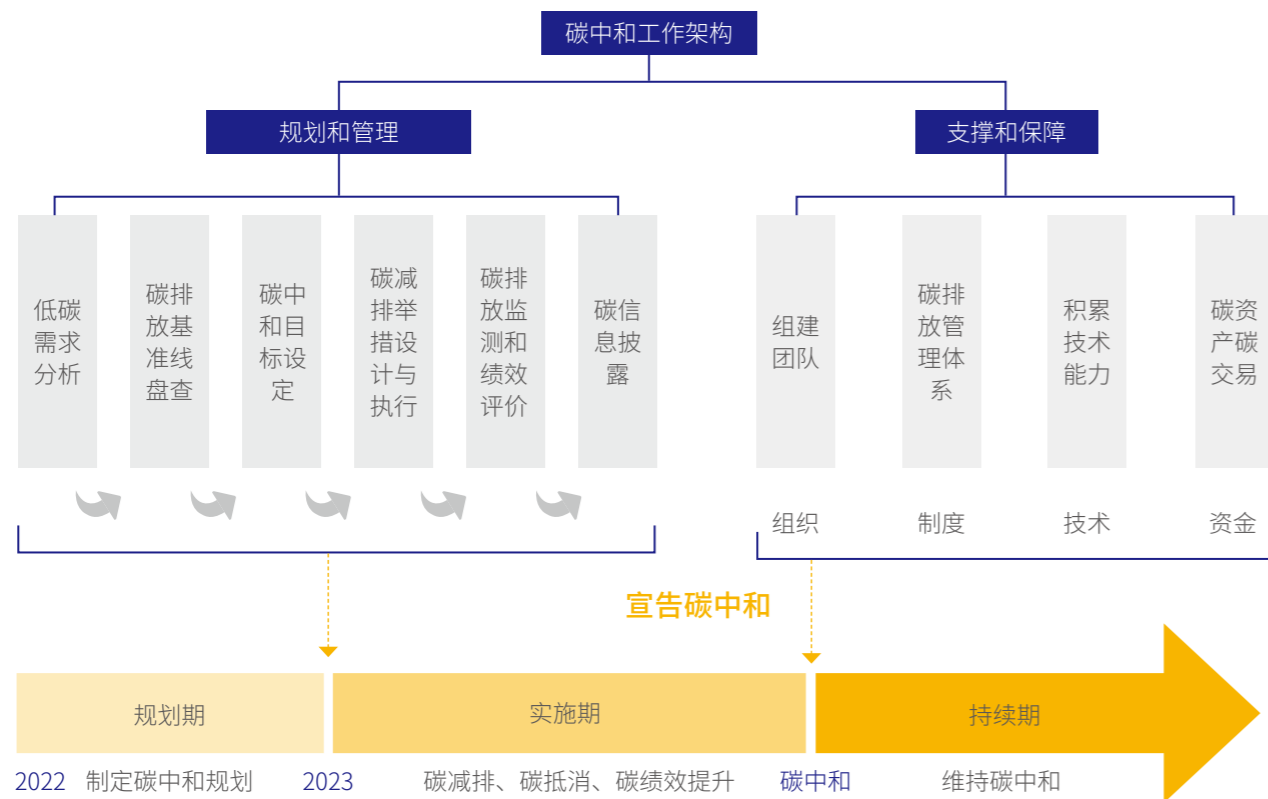 碳中和工作架构
规划和管理
支撑和保障
低碳
需求
分析
碳排
放基
准线
盘查
碳中
和目
标设
定
碳减
排举
措设
计与
执行
碳排
放监
测和
绩效
评价
碳信
息披
露
组建
团队
碳排
放管
理体
系
积累
技术
能力
碳资
产碳
交易
组织
制度
技术
资金
宣告碳中和
规划期
实施期
持续期
2022 制定碳中和规划
2023 碳减排、碳抵消、碳绩效提升
碳中和 维持碳中和